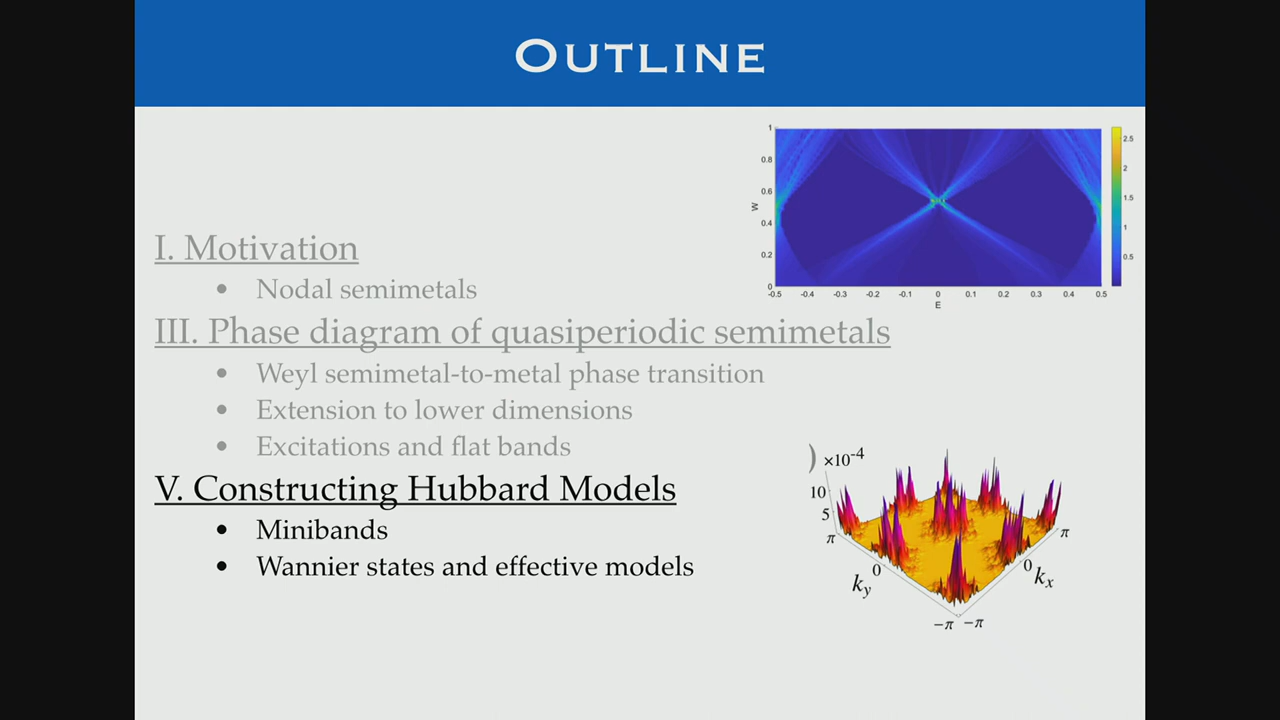 OUTLINE
1
0.8
0.6
0.4
0.2
0
W
-0.5 -0.4 -0.3 -0.2 -0.1 0 0.1 0.2 0.3 0.4 0.5
E
2.5
2
1.5
1
0.5
I. Motivation
• Nodal semimetals
III. Phase diagram of quasiperiodic semimetals
• Weyl semimetal-to-metal phase transition
• Extension to lower dimensions
• Excitations and flat bands
V. Constructing Hubbard Models
• Minibands
• Wannier states and effective models
) ×10-4
10
5
π
0
ky
−π −π
0
kx
π